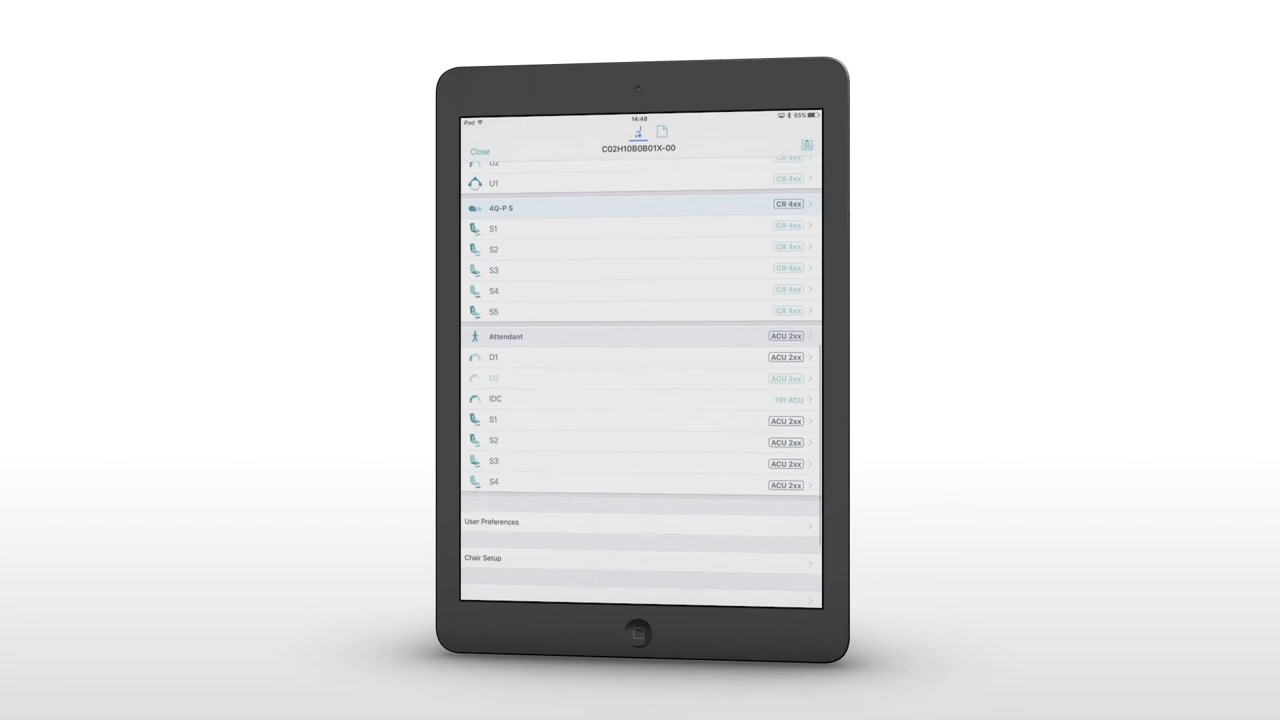 iPad 14:48 65%
Close C02H10B0B01X-00
U2 CR 4xx
U1 CR 4xx
4Q-P S CR 4xx
S1 CR 4xx
S2 CR 4xx
S3 CR 4xx
S4 CR 4xx
S5 CR 4xx
Attendant ACU 2xx
D1 ACU 2xx
D2 ACU 2xx
IDC TPI ACU
S1 ACU 2xx
S2 ACU 2xx
S3 ACU 2xx
S4 ACU 2xx
User Preferences
Chair Setup